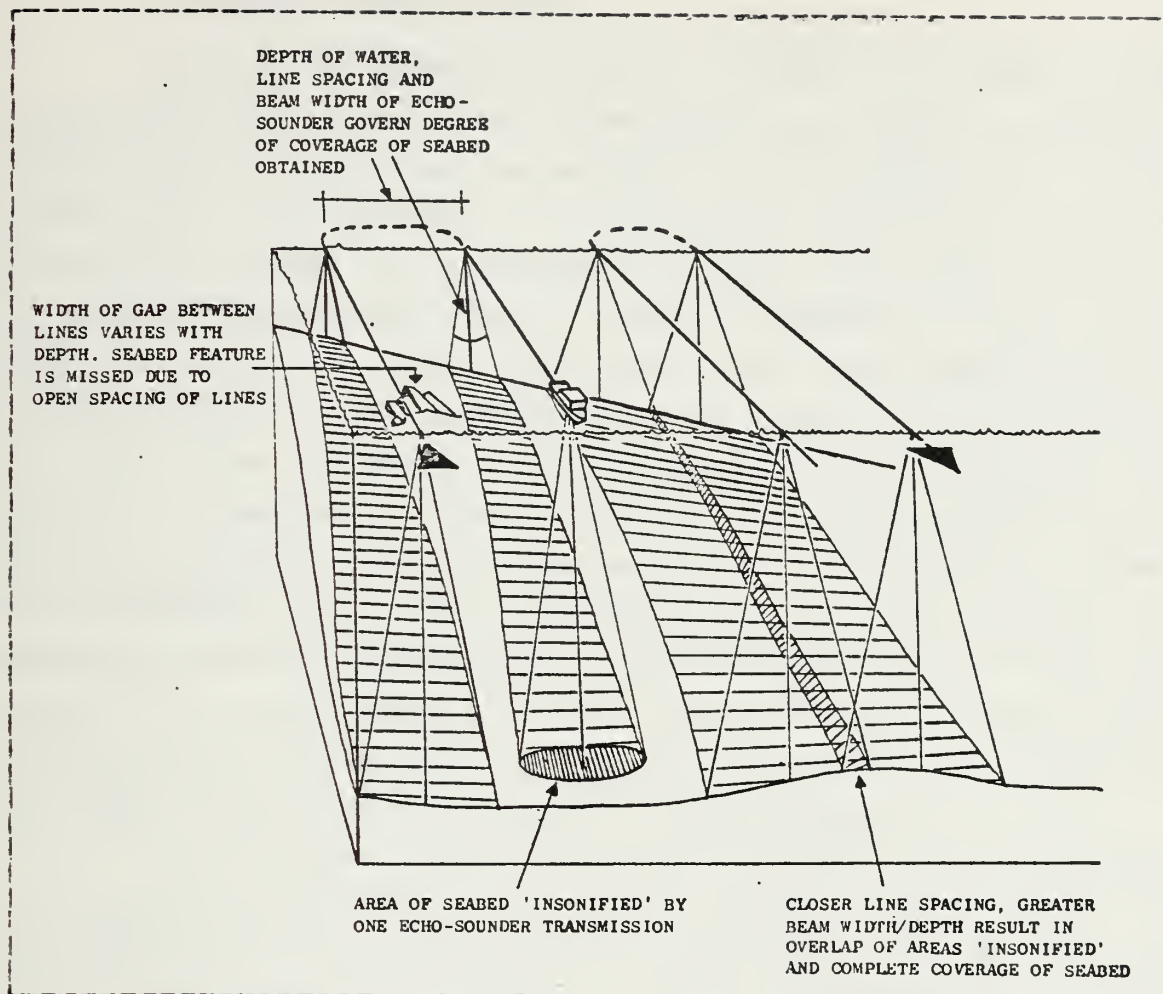 DEPTH OF WATER,
LINE SPACING AND
BEAM WIDTH OF ECHO-
SOUNDER GOVERN DEGREE
OF COVERAGE OF SEABED
OBTAINED
WIDTH OF GAP BETWEEN
LINES VARIES WITH
DEPTH. SEABED FEATURE
IS MISSED DUE TO
OPEN SPACING OF LINES
AREA OF SEABED 'INSONIFIED' BY
ONE ECHO-SOUNDER TRANSMISSION
CLOSER LINE SPACING, GREATER
BEAM WIDTH/DEPTH RESULT IN
OVERLAP OF AREAS 'INSONIFIED'
AND COMPLETE COVERAGE OF SEABED